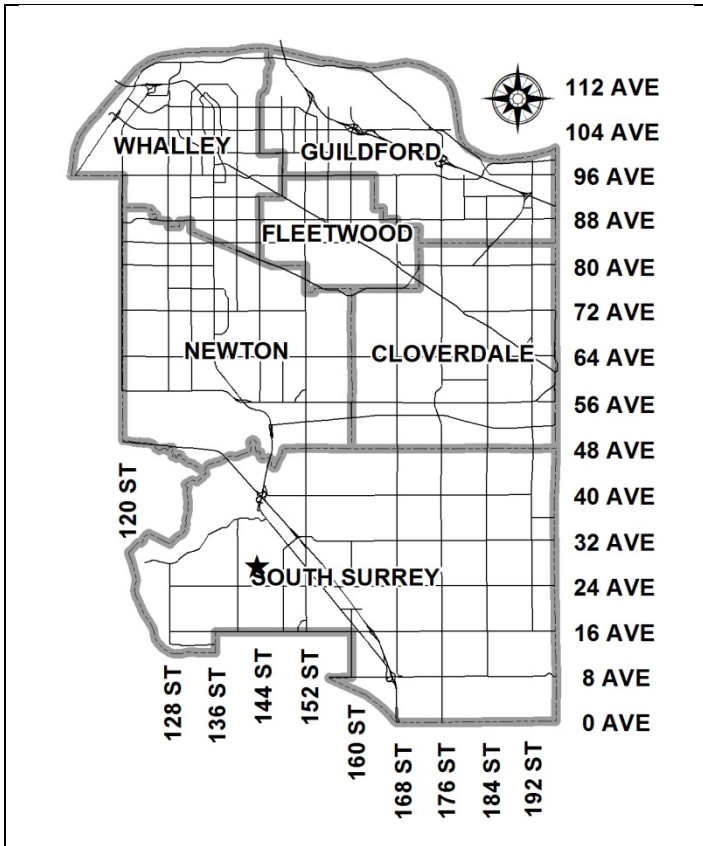 112 AVE
104 AVE
WHALLEY
GUILDFORD
96 AVE
88 AVE
FLEETWOOD
80 AVE
72 AVE
NEWTON
CLOVERDALE
64 AVE
56 AVE
48 AVE
120 ST
40 AVE
32 AVE
SOUTH SURREY
24 AVE
16 AVE
128 ST
136 ST
144 ST
152 ST
160 ST
8 AVE
0 AVE
168 ST
176 ST
184 ST
192 ST